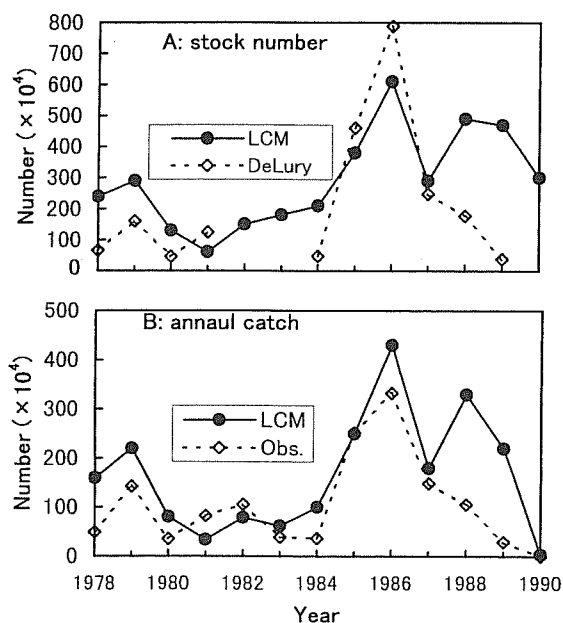 A: stock number
Number (×10⁴)
800
700
600
500
400
300
200
100
0
LCM
DeLury
B: annaul catch
Number (×10⁴)
500
400
300
200
100
0
LCM
Obs.
1978 1980 1982 1984 1986 1988 1990
Year